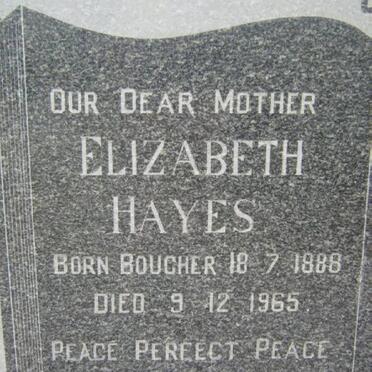 OUR DEAR MOTHER
ELIZABETH
HAYES
BORN BOUCHER 18 7 1888
DIED 9 12 1965
PEACE PERFECT PEACE